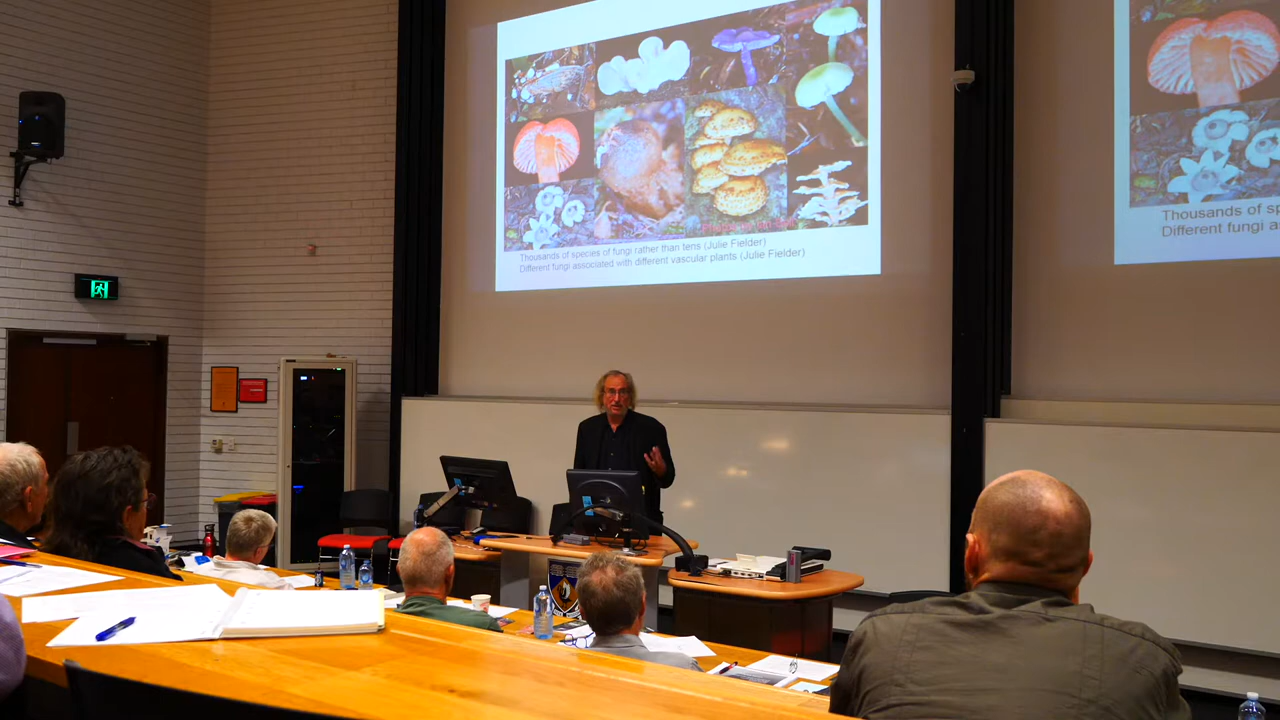 Thousands of species of fungi rather than tens (Julie Fielder)
Different fungi associated with different vascular plants (Julie Fielder)
Thousands of sp
Different fungi a